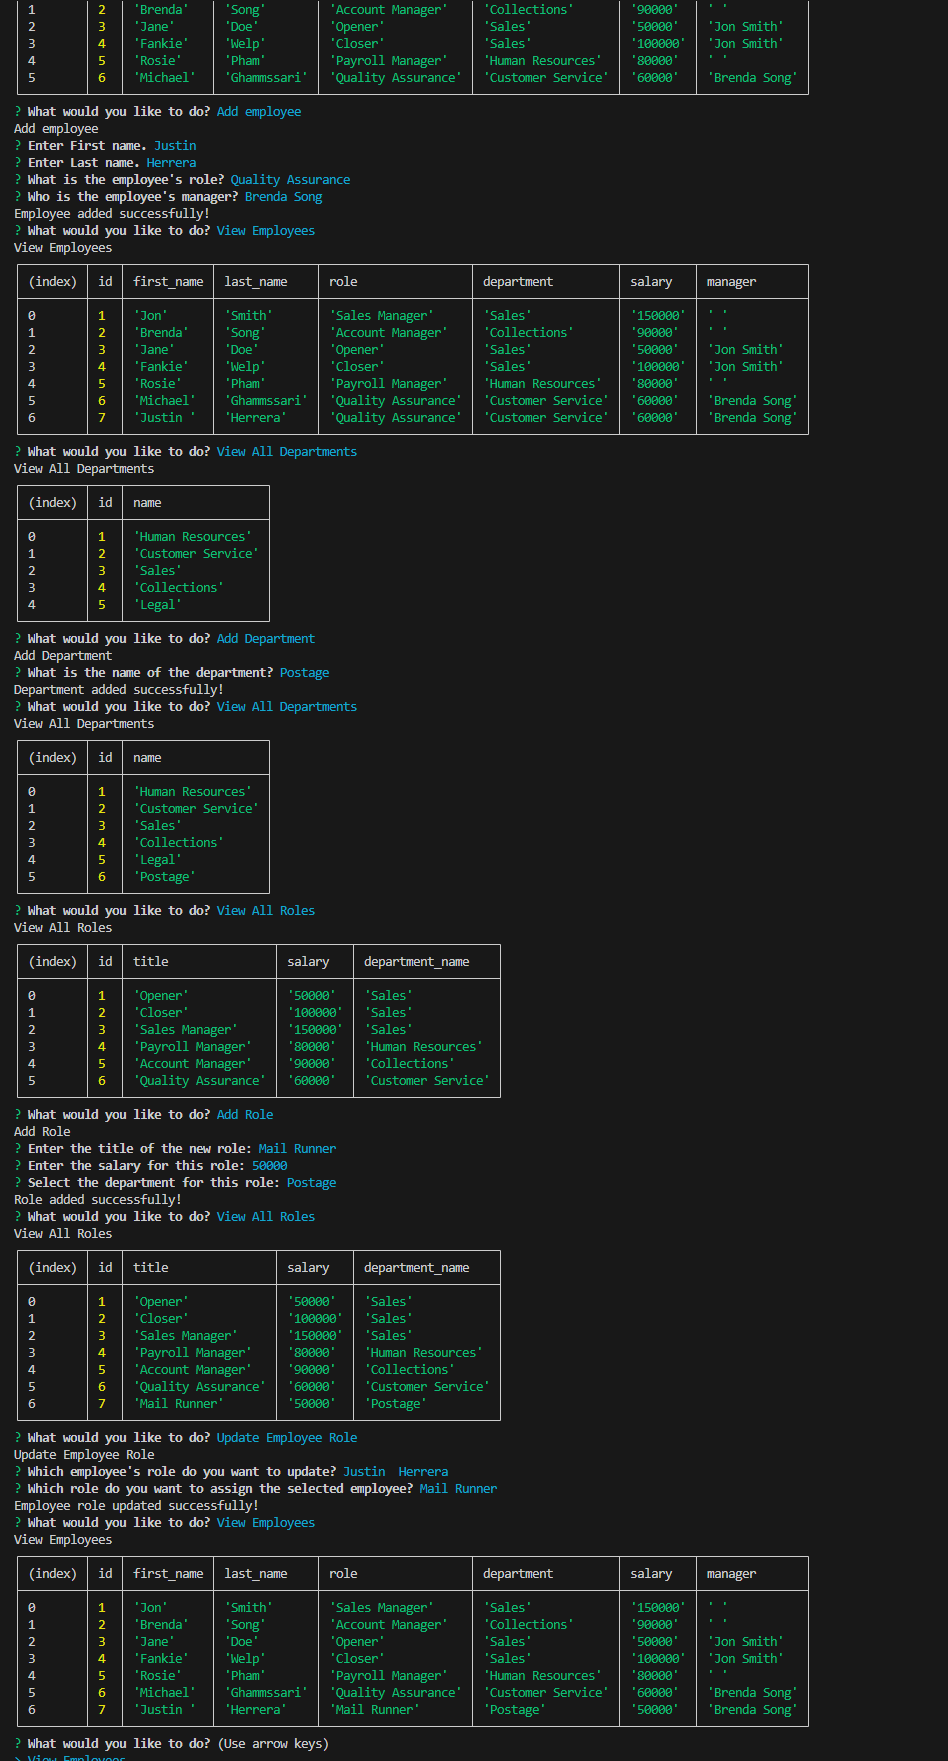 1 2 'Brenda' 'Song' 'Account Manager' 'Collections' '90000' ' '
2 3 'Jane' 'Doe' 'Opener' 'Sales' '50000' 'Jon Smith'
3 4 'Fankie' 'Welp' 'Closer' 'Sales' '100000' 'Jon Smith'
4 5 'Rosie' 'Pham' 'Payroll Manager' 'Human Resources' '80000' ' '
5 6 'Michael' 'Ghammssari' 'Quality Assurance' 'Customer Service' '60000' 'Brenda Song'
? What would you like to do? Add employee
Add employee
? Enter First name. Justin
? Enter Last name. Herrera
? What is the employee's role? Quality Assurance
? Who is the employee's manager? Brenda Song
Employee added successfully!
? What would you like to do? View Employees
View Employees
(index) id first_name last_name role department salary manager
0 1 'Jon' 'Smith' 'Sales Manager' 'Sales' '150000' ' '
1 2 'Brenda' 'Song' 'Account Manager' 'Collections' '90000' ' '
2 3 'Jane' 'Doe' 'Opener' 'Sales' '50000' 'Jon Smith'
3 4 'Fankie' 'Welp' 'Closer' 'Sales' '100000' 'Jon Smith'
4 5 'Rosie' 'Pham' 'Payroll Manager' 'Human Resources' '80000' ' '
5 6 'Michael' 'Ghammssari' 'Quality Assurance' 'Customer Service' '60000' 'Brenda Song'
6 7 'Justin ' 'Herrera' 'Quality Assurance' 'Customer Service' '60000' 'Brenda Song'
? What would you like to do? View All Departments
View All Departments
(index) id name
0 1 'Human Resources'
1 2 'Customer Service'
2 3 'Sales'
3 4 'Collections'
4 5 'Legal'
? What would you like to do? Add Department
Add Department
? What is the name of the department? Postage
Department added successfully!
? What would you like to do? View All Departments
View All Departments
(index) id name
0 1 'Human Resources'
1 2 'Customer Service'
2 3 'Sales'
3 4 'Collections'
4 5 'Legal'
5 6 'Postage'
? What would you like to do? View All Roles
View All Roles
(index) id title salary department_name
0 1 'Opener' '50000' 'Sales'
1 2 'Closer' '100000' 'Sales'
2 3 'Sales Manager' '150000' 'Sales'
3 4 'Payroll Manager' '80000' 'Human Resources'
4 5 'Account Manager' '90000' 'Collections'
5 6 'Quality Assurance' '60000' 'Customer Service'
? What would you like to do? Add Role
Add Role
? Enter the title of the new role: Mail Runner
? Enter the salary for this role: 50000
? Select the department for this role: Postage
Role added successfully!
? What would you like to do? View All Roles
View All Roles
(index) id title salary department_name
0 1 'Opener' '50000' 'Sales'
1 2 'Closer' '100000' 'Sales'
2 3 'Sales Manager' '150000' 'Sales'
3 4 'Payroll Manager' '80000' 'Human Resources'
4 5 'Account Manager' '90000' 'Collections'
5 6 'Quality Assurance' '60000' 'Customer Service'
6 7 'Mail Runner' '50000' 'Postage'
? What would you like to do? Update Employee Role
Update Employee Role
? Which employee's role do you want to update? Justin  Herrera
? Which role do you want to assign the selected employee? Mail Runner
Employee role updated successfully!
? What would you like to do? View Employees
View Employees
(index) id first_name last_name role department salary manager
0 1 'Jon' 'Smith' 'Sales Manager' 'Sales' '150000' ' '
1 2 'Brenda' 'Song' 'Account Manager' 'Collections' '90000' ' '
2 3 'Jane' 'Doe' 'Opener' 'Sales' '50000' 'Jon Smith'
3 4 'Fankie' 'Welp' 'Closer' 'Sales' '100000' 'Jon Smith'
4 5 'Rosie' 'Pham' 'Payroll Manager' 'Human Resources' '80000' ' '
5 6 'Michael' 'Ghammssari' 'Quality Assurance' 'Customer Service' '60000' 'Brenda Song'
6 7 'Justin ' 'Herrera' 'Mail Runner' 'Postage' '50000' 'Brenda Song'
? What would you like to do? (Use arrow keys)
> View Employees